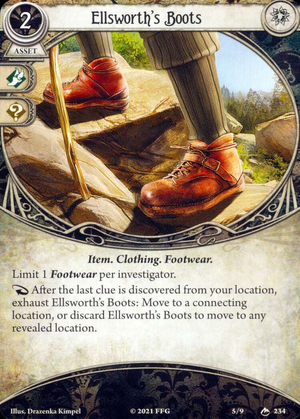 Ellsworth's Boots
2
ASSET
?
Item. Clothing. Footwear.
Limit 1 Footwear per investigator.
After the last clue is discovered from your location,
exhaust Ellsworth's Boots: Move to a connecting
location, or discard Ellsworth's Boots to move to any
revealed location.
Illus. Drazenka Kimpel
© 2021 FFG
5/9
234